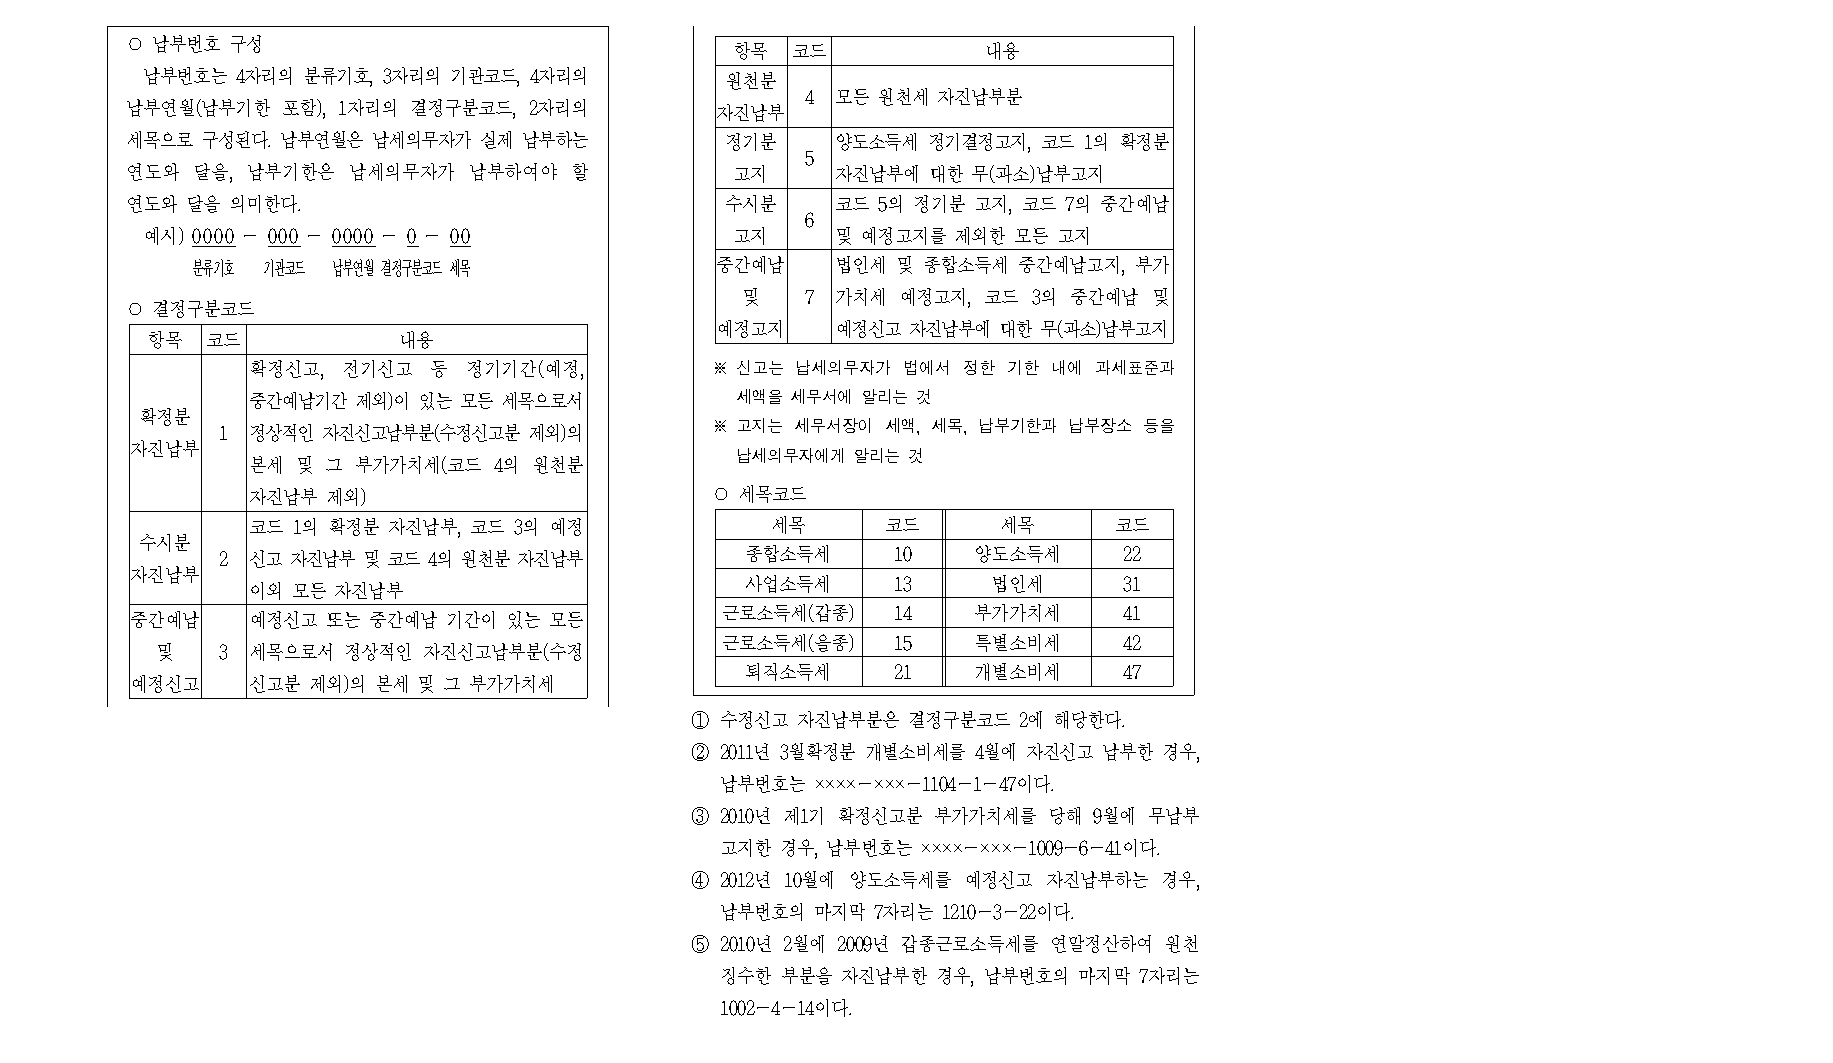 ○ 납부번호 구성
납부번호는 4자리의 분류기호, 3자리의 기관코드, 4자리의
납부연월(납부기한 포함), 1자리의 결정구분코드, 2자리의
세목으로 구성된다. 납부연월은 납세의무자가 실제 납부하는
연도와 달을, 납부기한은 납세의무자가 납부하여야 할
연도와 달을 의미한다.
예시) 0000 - 000 - 0000 - 0 - 00
분류기호 기관코드 납부연월 결정구분코드 세목
○ 결정구분코드
항목 코드 내용
확정분
자진납부
1
확정신고, 전기신고 등 정기기간(예정,
중간예납기간 제외)이 있는 모든 세목으로서
정상적인 자진신고납부분(수정신고분 제외)의
본세 및 그 부가가치세(코드 4의 원천분
자진납부 제외)
수시분
자진납부
2
코드 1의 확정분 자진납부, 코드 3의 예정
신고 자진납부 및 코드 4의 원천분 자진납부
이외 모든 자진납부
중간예납
및
예정신고
3
예정신고 또는 중간예납 기간이 있는 모든
세목으로서 정상적인 자진신고납부분(수정
신고분 제외)의 본세 및 그 부가가치세
항목 코드 내용
원천분
자진납부
4
모든 원천세 자진납부분
정기분
고지
5
양도소득세 정기결정고지, 코드 1의 확정분
자진납부에 대한 무(과소)납부고지
수시분
고지
6
코드 5의 정기분 고지, 코드 7의 중간예납
및 예정고지를 제외한 모든 고지
중간예납
및
예정고지
7
법인세 및 종합소득세 중간예납고지, 부가
가치세 예정고지, 코드 3의 중간예납 및
예정신고 자진납부에 대한 무(과소)납부고지
※ 신고는 납세의무자가 법에서 정한 기한 내에 과세표준과
세액을 세무서에 알리는 것
※ 고지는 세무서장이 세액, 세목, 납부기한과 납부장소 등을
납세의무자에게 알리는 것
○ 세목코드
세목 코드 세목 코드
종합소득세 10 양도소득세 22
사업소득세 13 법인세 31
근로소득세(갑종) 14 부가가치세 41
근로소득세(을종) 15 특별소비세 42
퇴직소득세 21 개별소비세 47
① 수정신고 자진납부분은 결정구분코드 2에 해당한다.
② 2011년 3월확정분 개별소비세를 4월에 자진신고 납부한 경우,
납부번호는 ××××-×××-1104-1-47이다.
③ 2010년 제1기 확정신고분 부가가치세를 당해 9월에 무납부
고지한 경우, 납부번호는 ××××-×××-1009-6-41이다.
④ 2012년 10월에 양도소득세를 예정신고 자진납부하는 경우,
납부번호의 마지막 7자리는 1210-3-22이다.
⑤ 2010년 2월에 2009년 갑종근로소득세를 연말정산하여 원천
징수한 부분을 자진납부한 경우, 납부번호의 마지막 7자리는
1002-4-14이다.